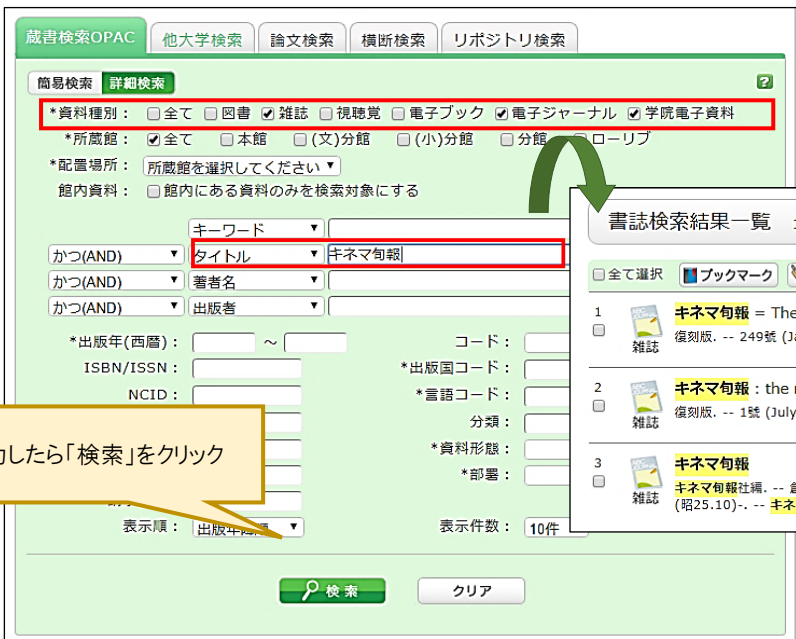 蔵書検索OPAC 他大学検索 論文検索 横断検索 リポジトリ検索
簡易検索 詳細検索 ?
*資料種別： 全て 図書 雑誌 視聴覚 電子ブック 電子ジャーナル 学院電子資料
*所蔵館： 全て 本館 (文)分館 (小)分館 分館 ローリブ
*配置場所： 所蔵館を選択してください
館内資料： 館内にある資料のみを検索対象にする
キーワード
かつ(AND) タイトル キネマ旬報
かつ(AND) 著者名
かつ(AND) 出版者
*出版年(西暦)： ～ コード：
ISBN/ISSN： *出版国コード：
NCID： *言語コード：
分類：
*資料形態：
*部署：
したら「検索」をクリック
表示順： 出版年降順 表示件数： 10件
検索 クリア
書誌検索結果一覧
全て選択 ブックマーク
1 雑誌 キネマ旬報 = The
復刻版. -- 249號 (Ja
2 雑誌 キネマ旬報 : the
復刻版. -- 1號 (July
3 雑誌 キネマ旬報
キネマ旬報社編. --
(昭25.10)-. -- キネ